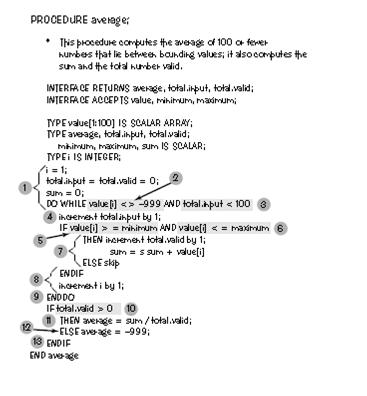 PROCEDURE average;
* This procedure computes the average of 100 or fewer
numbers that lie between bounding values; it also computes the
sum and the total number valid.
INTERFACE RETURNS average, total.input, total.valid;
INTERFACE ACCEPTS value, minimum, maximum;
TYPE value[1:100] IS SCALAR ARRAY;
TYPE average, total.input, total.valid;
minimum, maximum, sum IS SCALAR;
TYPE i IS INTEGER;
i = 1;
1 total.input = total.valid = 0; 2
sum = 0;
DO WHILE value[i] <> -999 AND total.input < 100 3
4 increment total.input by 1;
5 IF value[i] > = minimum AND value[i] < = maximum 6
THEN increment total.valid by 1;
7 sum = s sum + value[i]
ELSE skip
8 ENDIF
increment i by 1;
9 ENDDO
IF total.valid > 0 10
11 THEN average = sum / total.valid;
12 ELSE average = -999;
13 ENDIF
END average